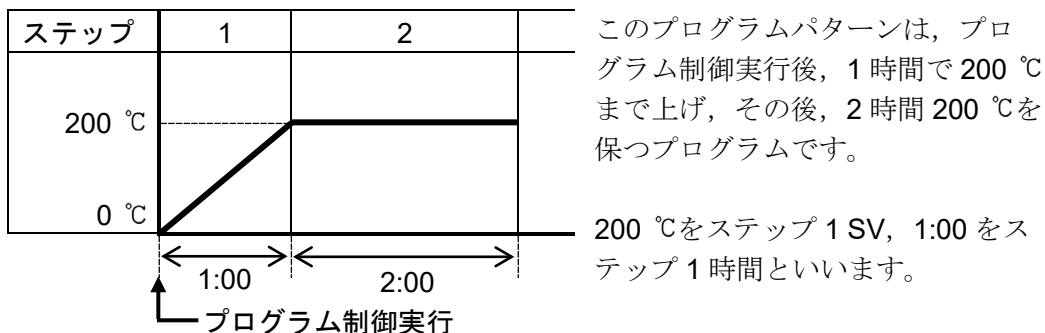 ステップ 1 2
200 ℃
0 ℃
1:00 2:00
プログラム制御実行
このプログラムパターンは，プロ
グラム制御実行後，1 時間で 200 ℃
まで上げ，その後，2 時間 200 ℃を
保つプログラムです。
200 ℃をステップ 1 SV，1:00 をス
テップ 1 時間といいます。